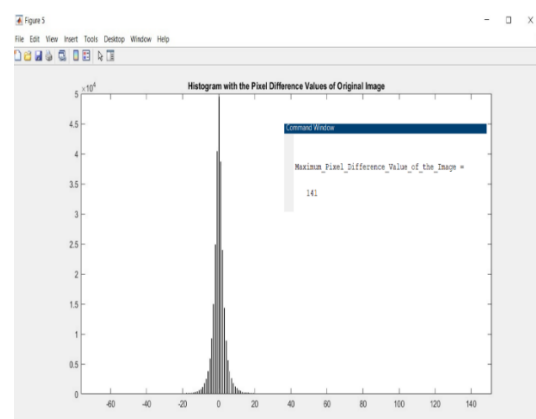 Figure 5
File Edit View Insert Tools Desktop Window Help
Histogram with the Pixel Difference Values of Original Image
×10⁴
5
4.5
4
3.5
3
2.5
2
1.5
1
0.5
0
-60 -40 -20 0 20 40 60 80 100 120 140
Command Window
Maximum_Pixel_Difference_Value_of_the_Image =
141